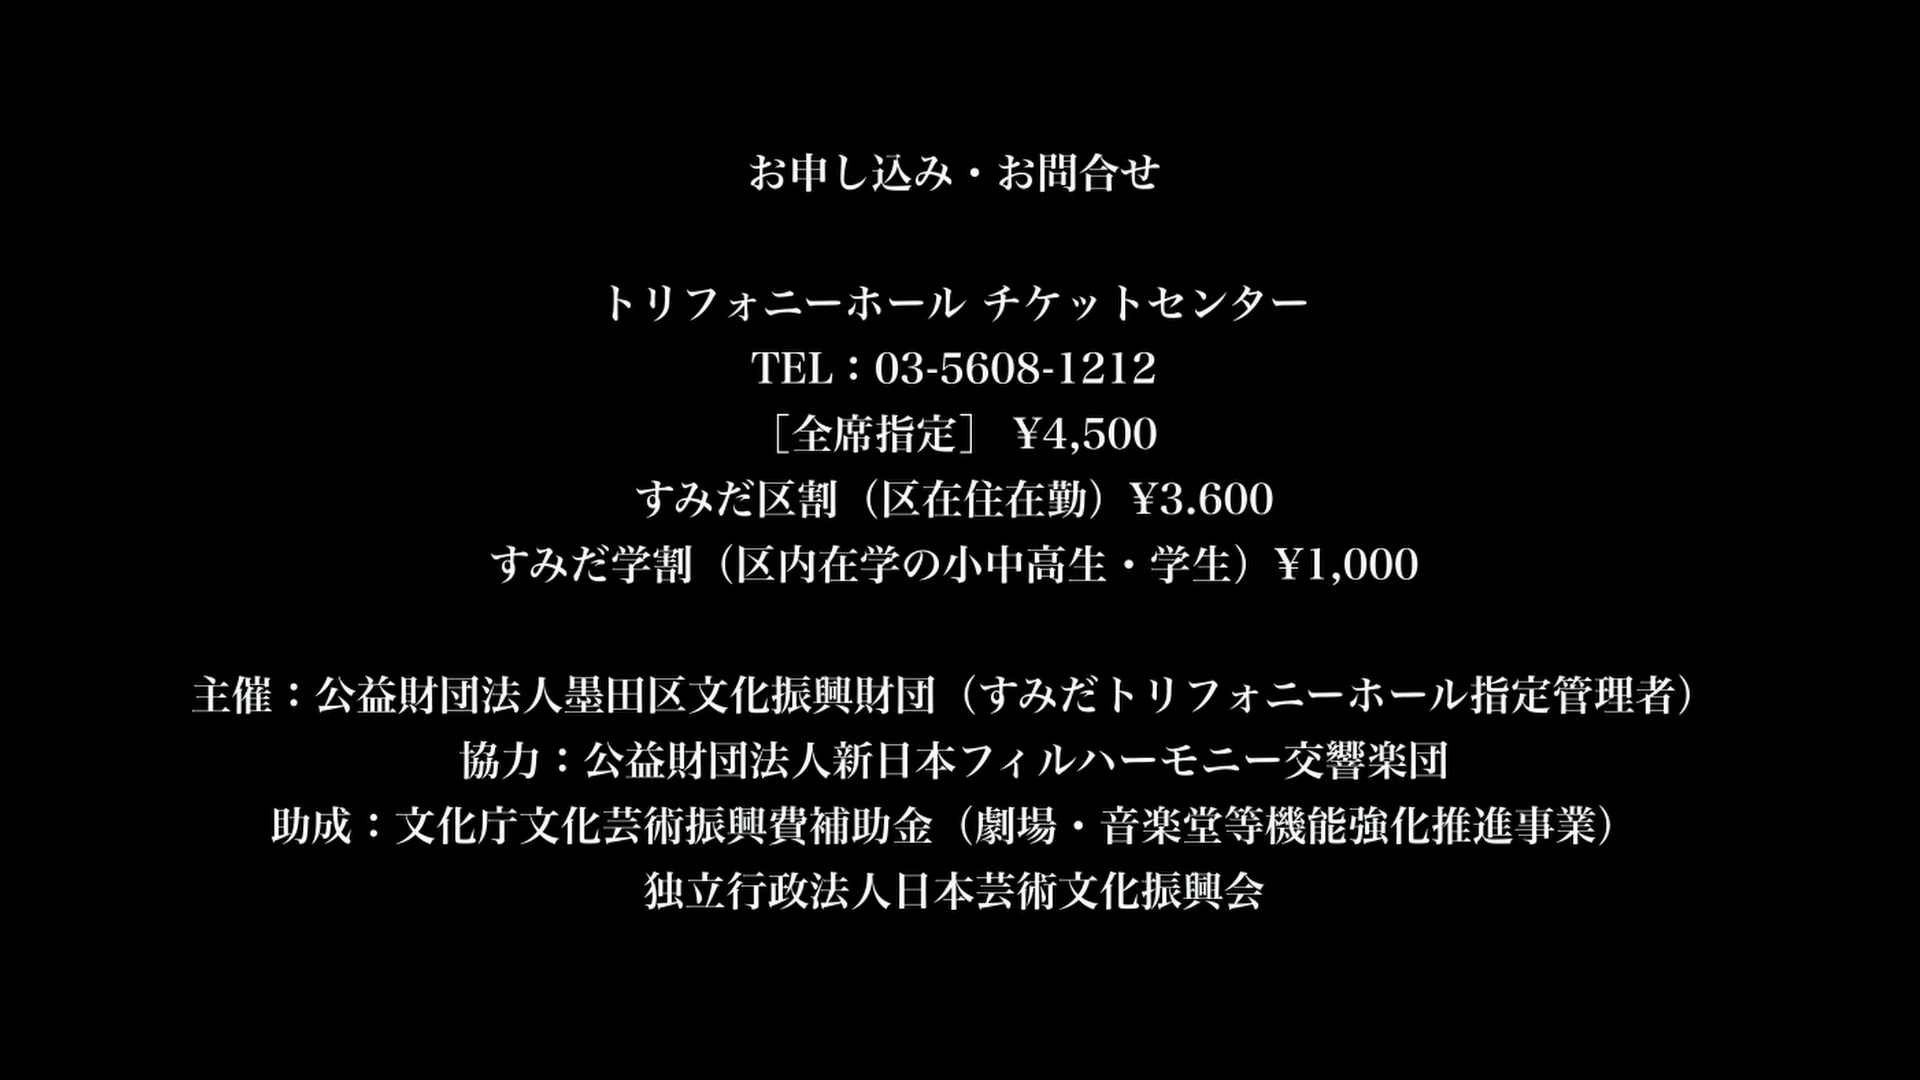 お申し込み・お問合せ
トリフォニーホール チケットセンター
TEL：03-5608-1212
［全席指定］ ¥4,500
すみだ区割（区在住在勤）¥3.600
すみだ学割（区内在学の小中高生・学生）¥1,000
主催：公益財団法人墨田区文化振興財団（すみだトリフォニーホール指定管理者）
協力：公益財団法人新日本フィルハーモニー交響楽団
助成：文化庁文化芸術振興費補助金（劇場・音楽堂等機能強化推進事業）
独立行政法人日本芸術文化振興会